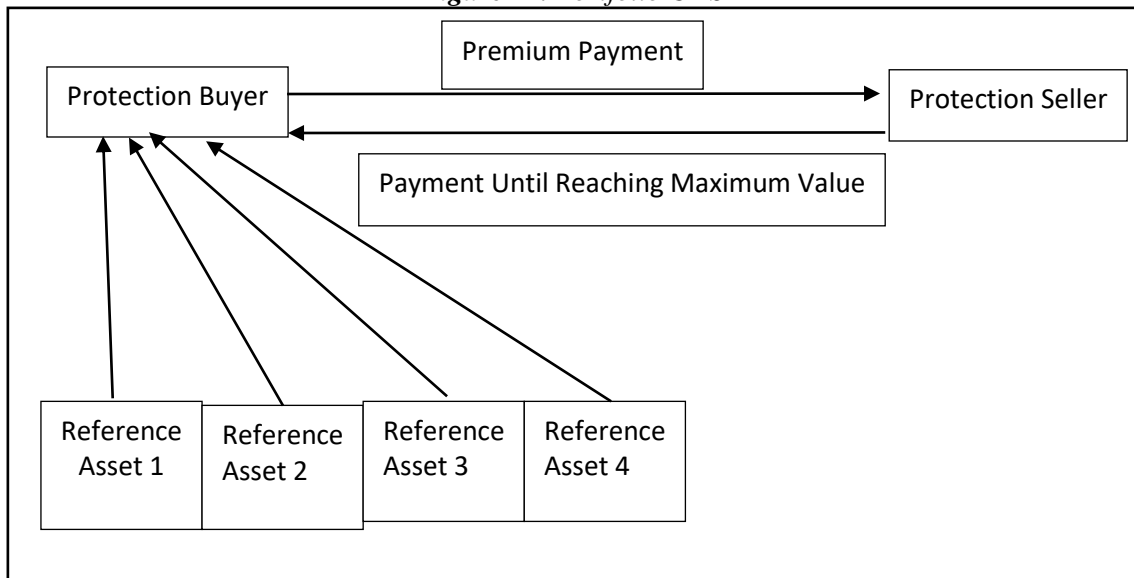 Premium Payment
Protection Buyer
Protection Seller
Payment Until Reaching Maximum Value
Reference
Asset 1
Reference
Asset 2
Reference
Asset 3
Reference
Asset 4